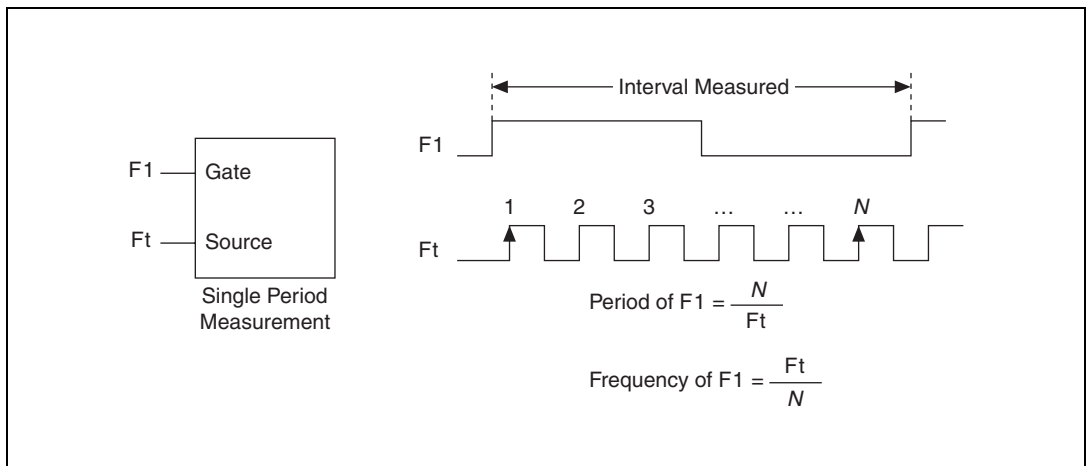 Interval Measured
F1
F1
Gate
1 2 3 … … N
Ft
Ft
Source
Single Period
Measurement
Period of F1 = N
Ft
Frequency of F1 = Ft
N